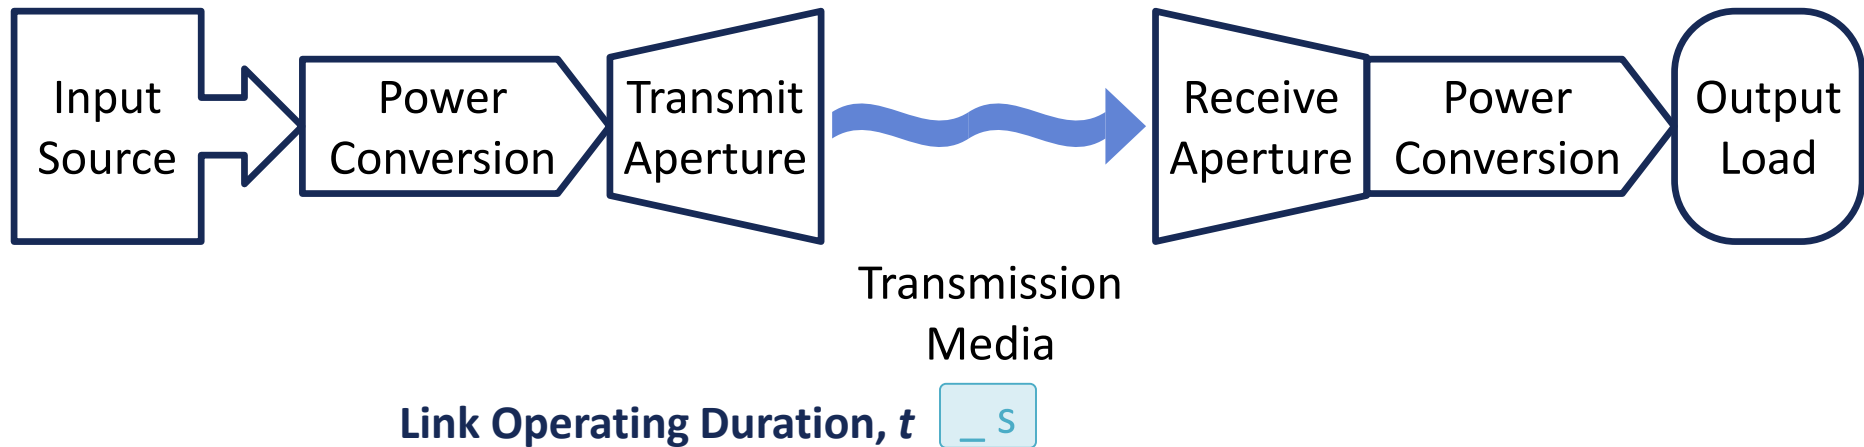 Input
Source
Power
Conversion
Transmit
Aperture
Receive
Aperture
Power
Conversion
Output
Load
Transmission
Media
Link Operating Duration, t _ s